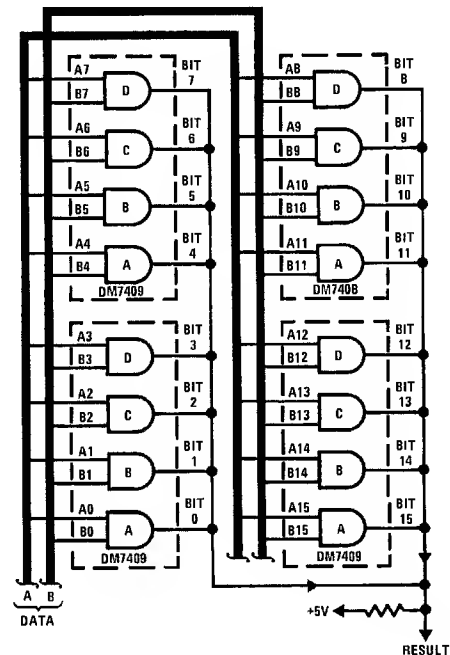 A7 BIT
B7 D 7
A6 BIT
B6 C 6
A5 BIT
B5 B 5
A4 BIT
B4 A 4
DM7409
A3 BIT
B3 D 3
A2 BIT
B2 C 2
A1 BIT
B1 B 1
A0 BIT
B0 A 0
DM7409
A8 BIT
B8 D 8
A9 BIT
B9 C 9
A10 BIT
B10 B 10
A11 BIT
B11 A 11
DM740B
A12 BIT
B12 D 12
A13 BIT
B13 C 13
A14 BIT
B14 B 14
A15 BIT
B15 A 15
DM7409
A B
DATA
+5V
RESULT